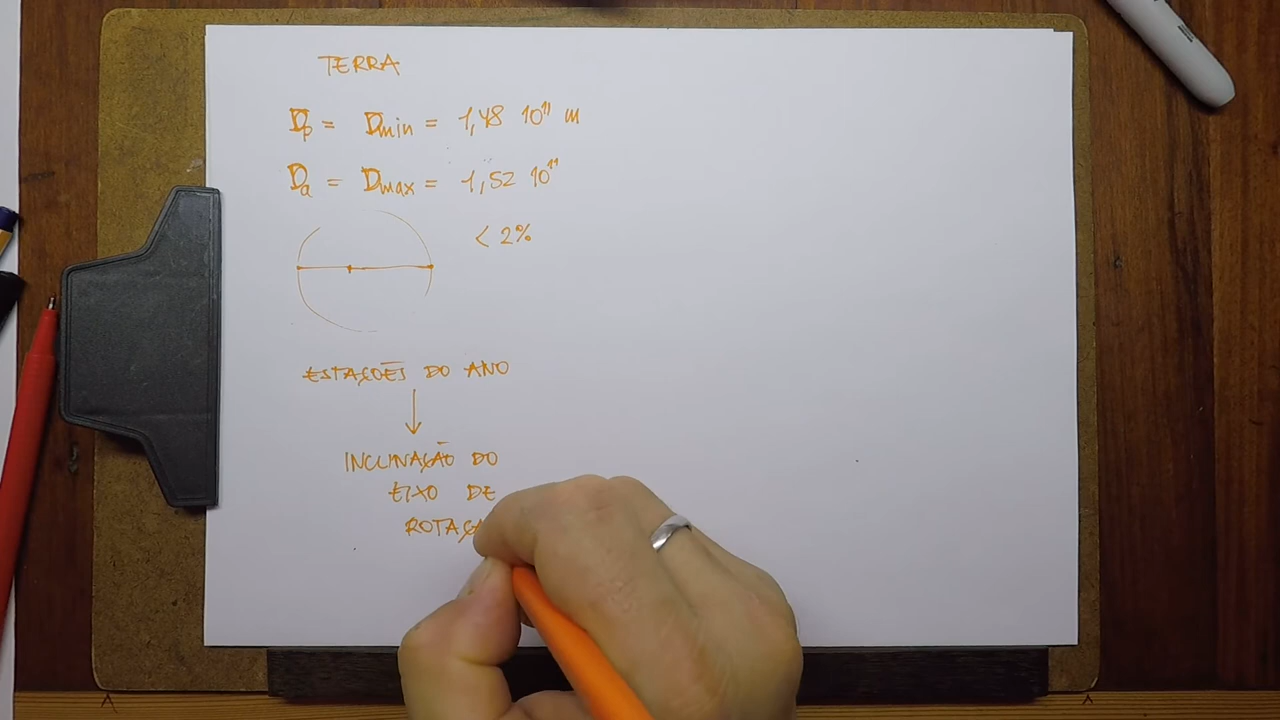 TERRA
Dp = Dmin = 1,48 10¹¹ m
Da = Dmax = 1,52 10¹¹
< 2%
ESTAÇÕES DO ANO
INCLINAÇÃO DO
EIXO DE